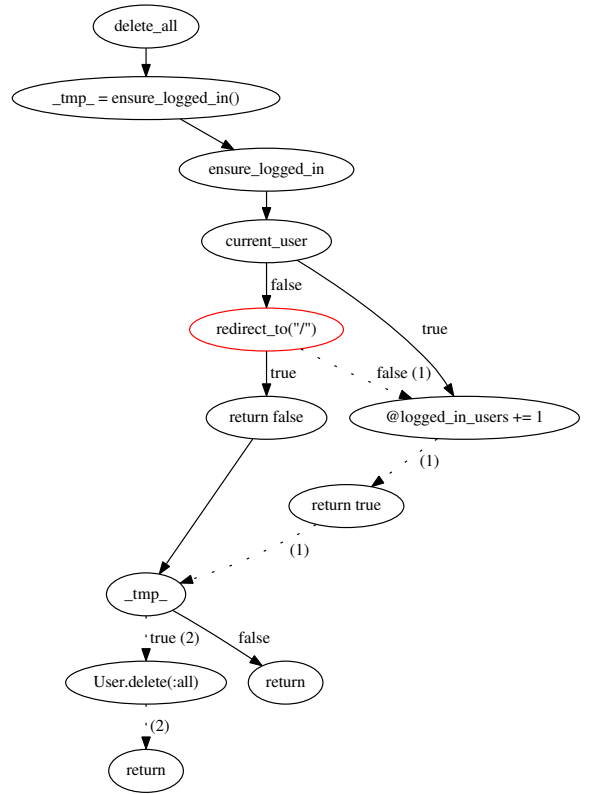 delete_all
_tmp_ = ensure_logged_in()
ensure_logged_in
current_user
false
true
redirect_to("/")
true
false (1)
return false
@logged_in_users += 1
(1)
return true
(1)
_tmp_
true (2)
false
User.delete(:all)
return
(2)
return